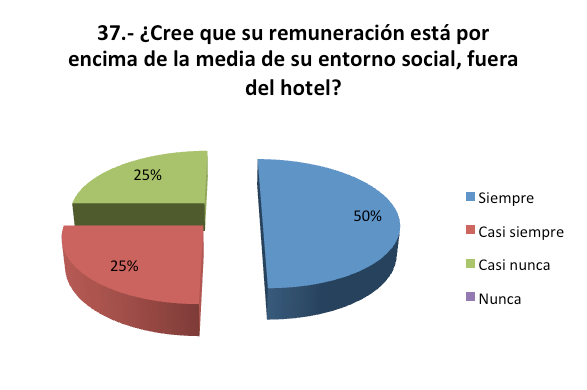 37.- ¿Cree que su remuneración está por
encima de la media de su entorno social, fuera
del hotel?
25%
50%
25%
Siempre
Casi siempre
Casi nunca
Nunca